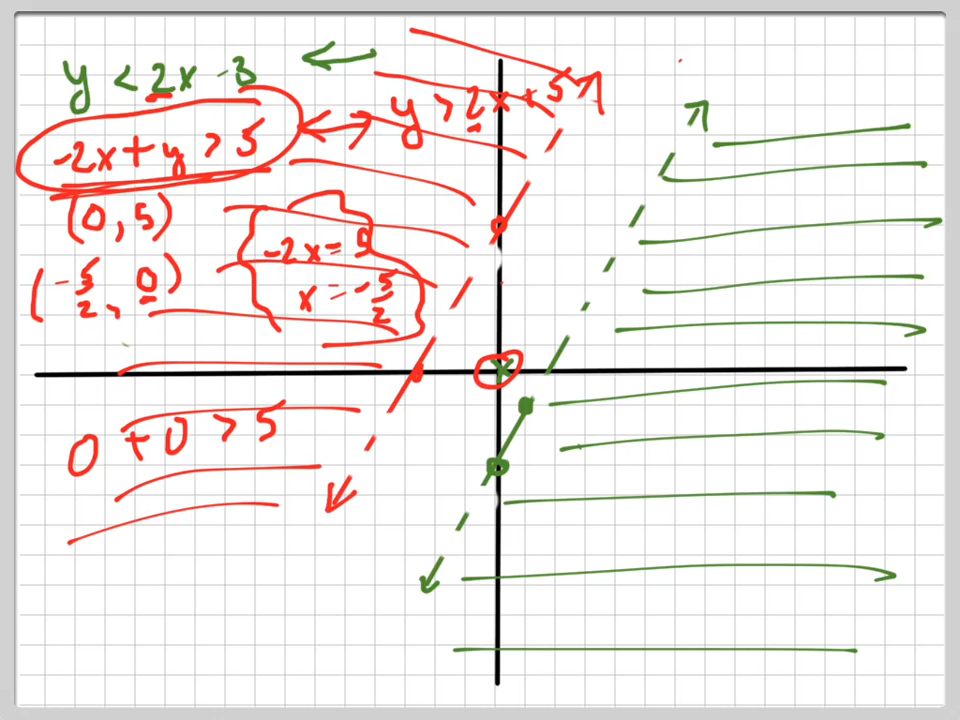 y < 2x - 3
-2x + y > 5
y > 2x + 5
(0, 5)
-2x = 5
(-5/2, 0)
x = -5/2
x
0 + 0 > 5